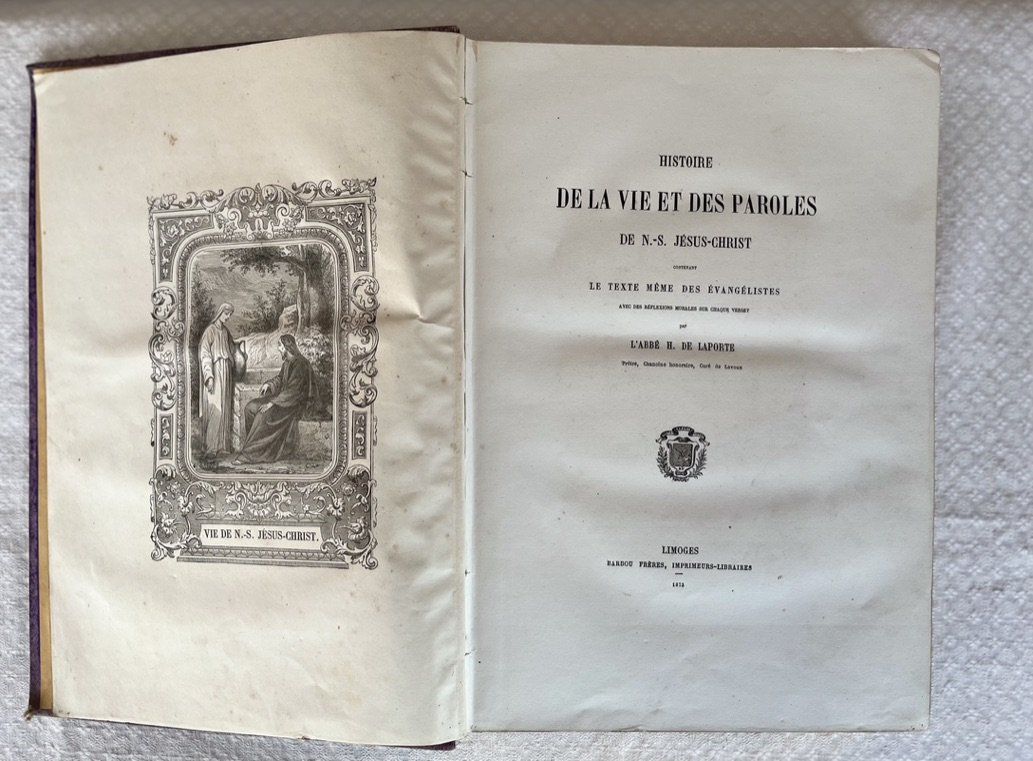 VIE DE N.-S. JÉSUS-CHRIST.
HISTOIRE
DE LA VIE ET DES PAROLES
DE N.-S. JÉSUS-CHRIST
CONTENANT
LE TEXTE MÊME DES ÉVANGÉLISTES
AVEC DES RÉFLEXIONS MORALES SUR CHAQUE VERSET
par
L'ABBÉ H. DE LAPORTE
Prêtre, Chanoine honoraire, Curé de
LIMOGES
BARBOU FRÈRES, IMPRIMEURS-LIBRAIRES